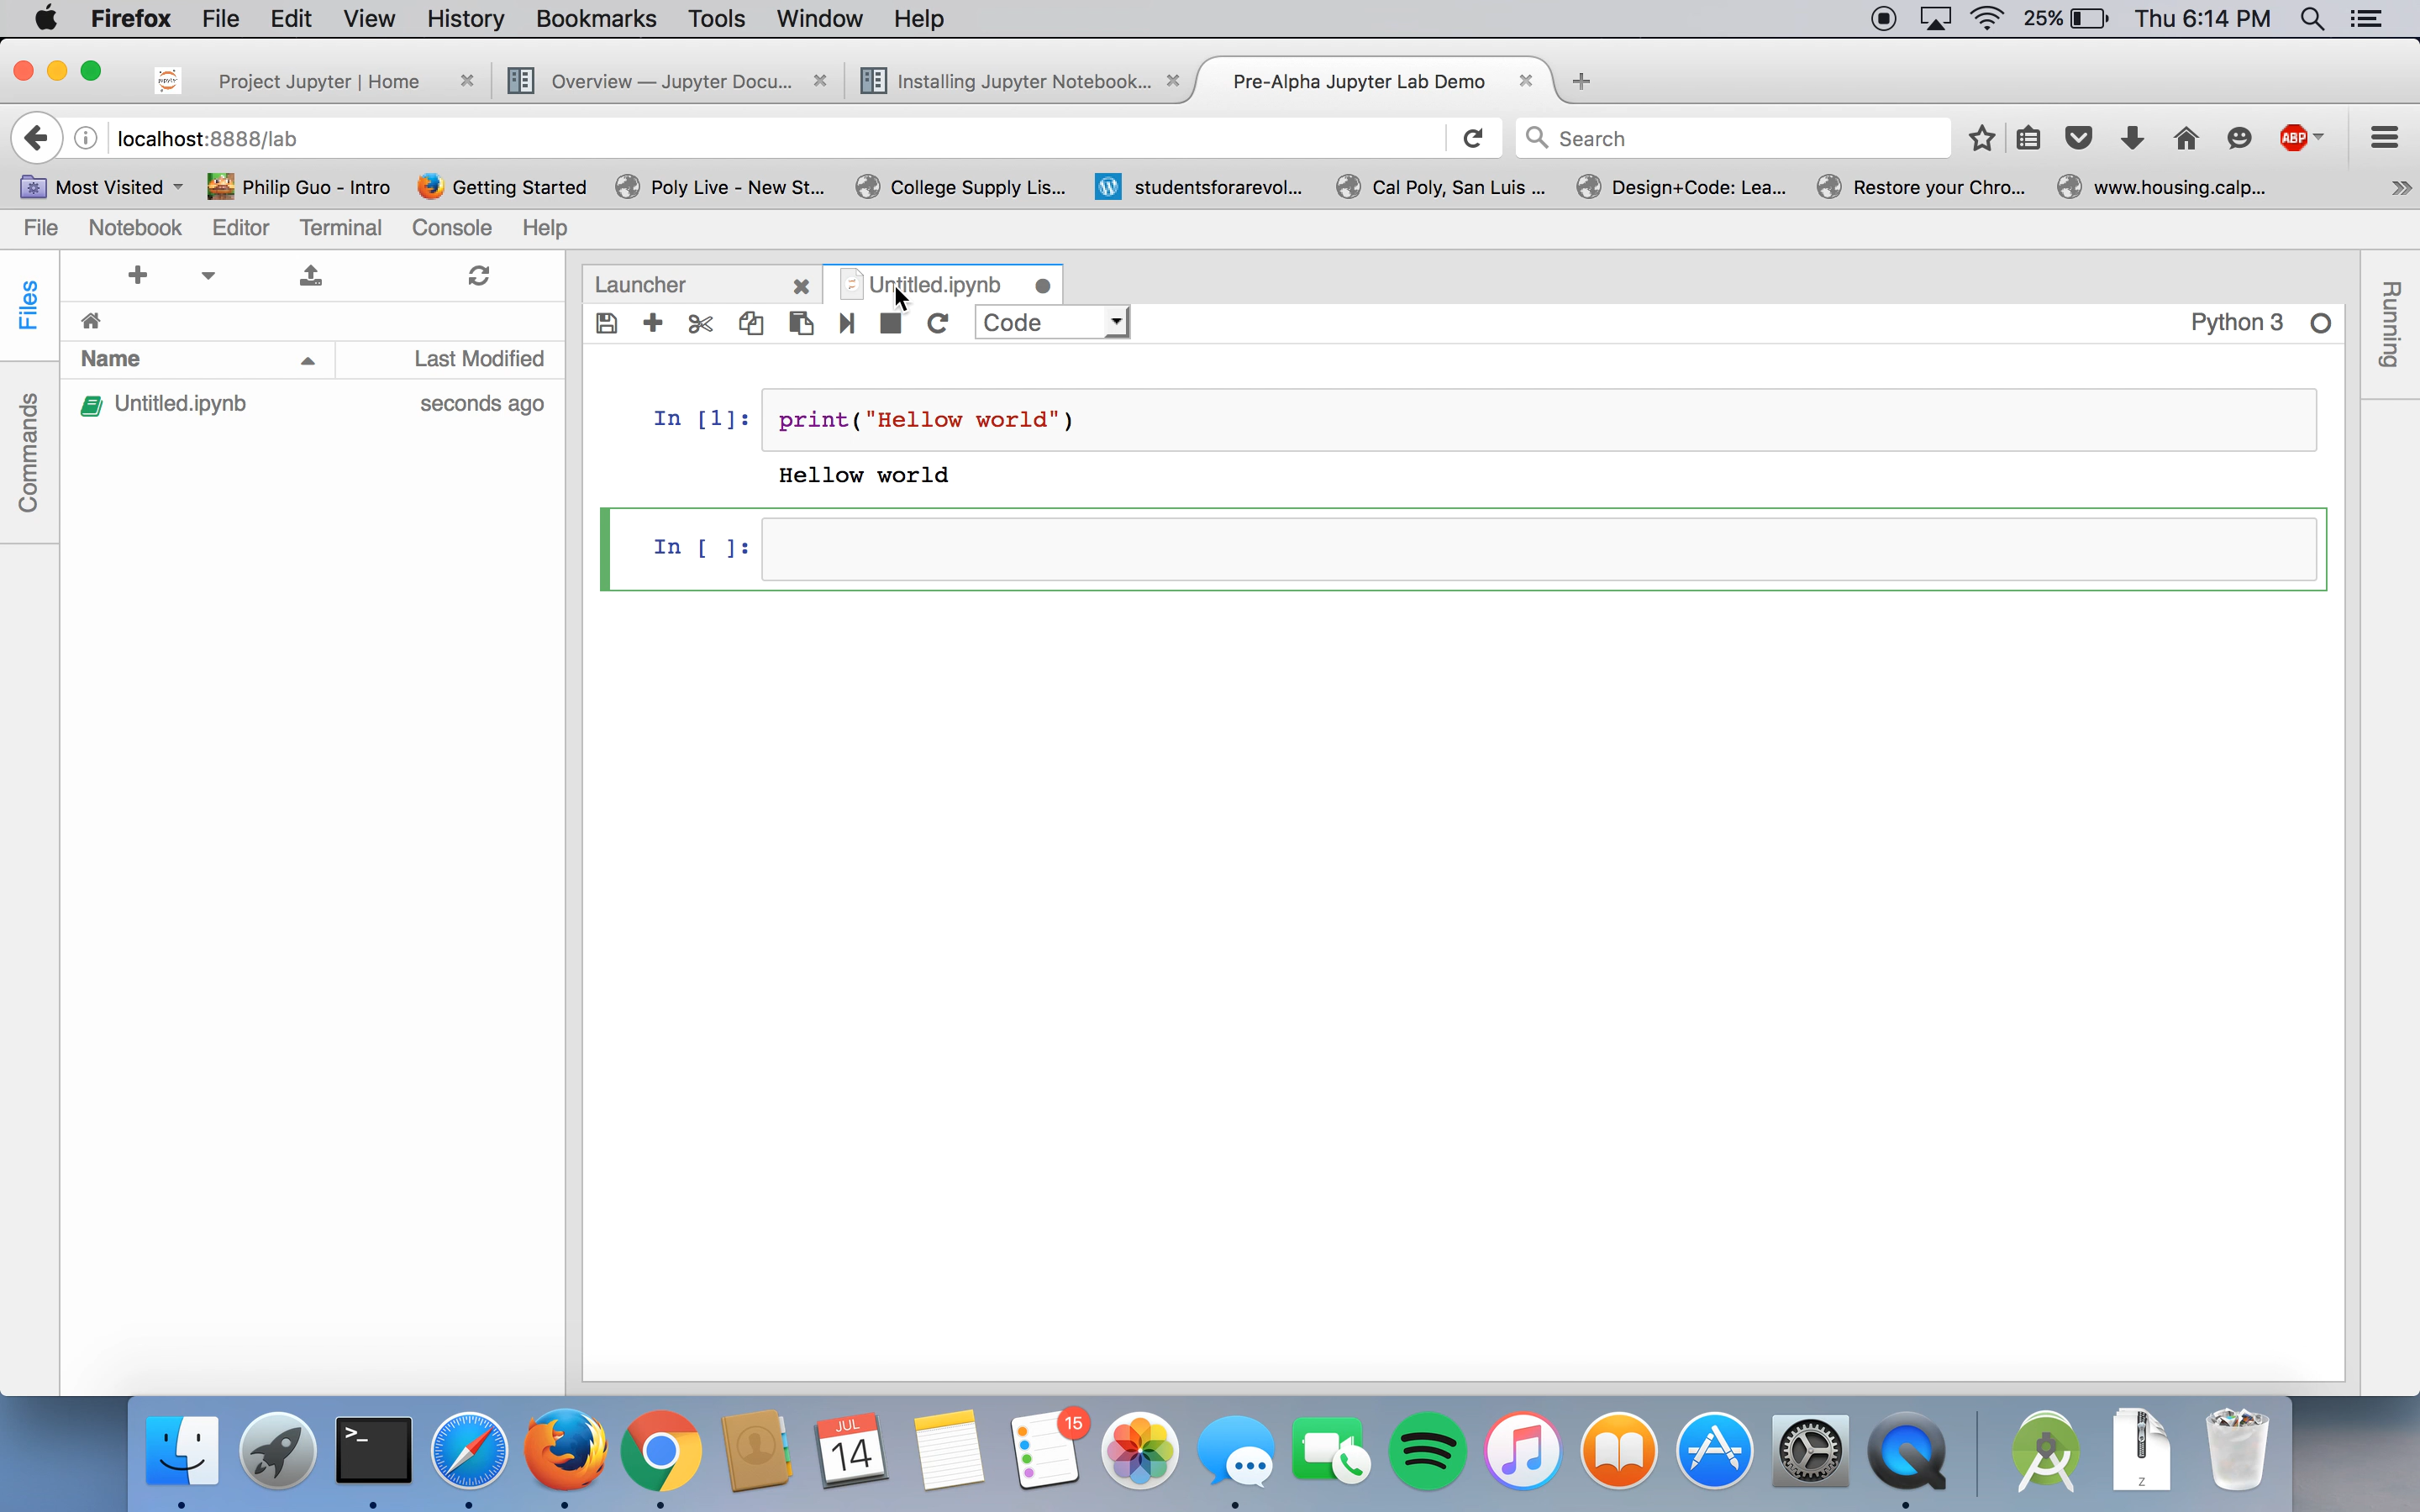 Firefox File Edit View History Bookmarks Tools Window Help 25% Thu 6:14 PM
Project Jupyter | Home Overview — Jupyter Docu... Installing Jupyter Notebook... Pre-Alpha Jupyter Lab Demo
localhost:8888/lab Search ABP
Most Visited Philip Guo - Intro Getting Started Poly Live - New St... College Supply Lis... studentsforarevol... Cal Poly, San Luis ... Design+Code: Lea... Restore your Chro... www.housing.calp...
File Notebook Editor Terminal Console Help
Files
Commands
Name Last Modified
Untitled.ipynb seconds ago
Launcher Untitled.ipynb
Code Python 3
Running
In [1]: print("Hellow world")
Hellow world
In [ ]:
JUL
14
15
Z